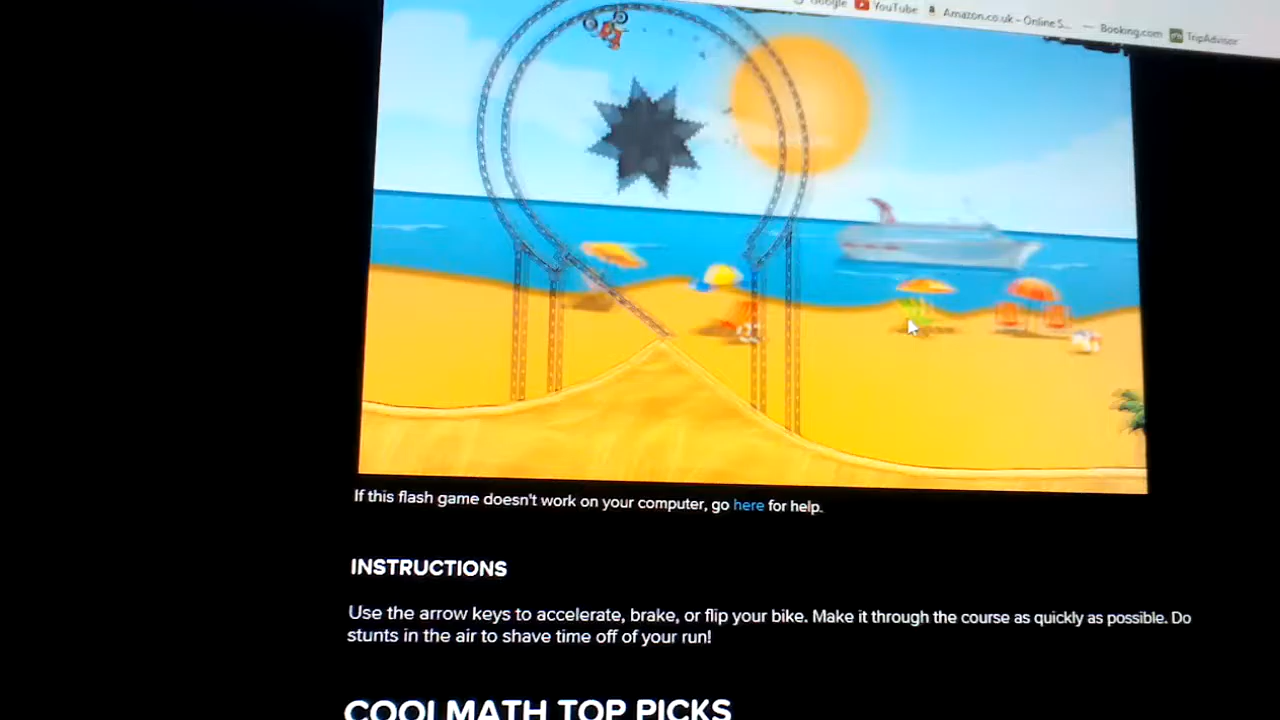 Google YouTube Amazon.co.uk - Online S... Booking.com TripAdvisor
If this flash game doesn't work on your computer, go here for help.
INSTRUCTIONS
Use the arrow keys to accelerate, brake, or flip your bike. Make it through the course as quickly as possible. Do
stunts in the air to shave time off of your run!
COOLMATH TOP PICKS